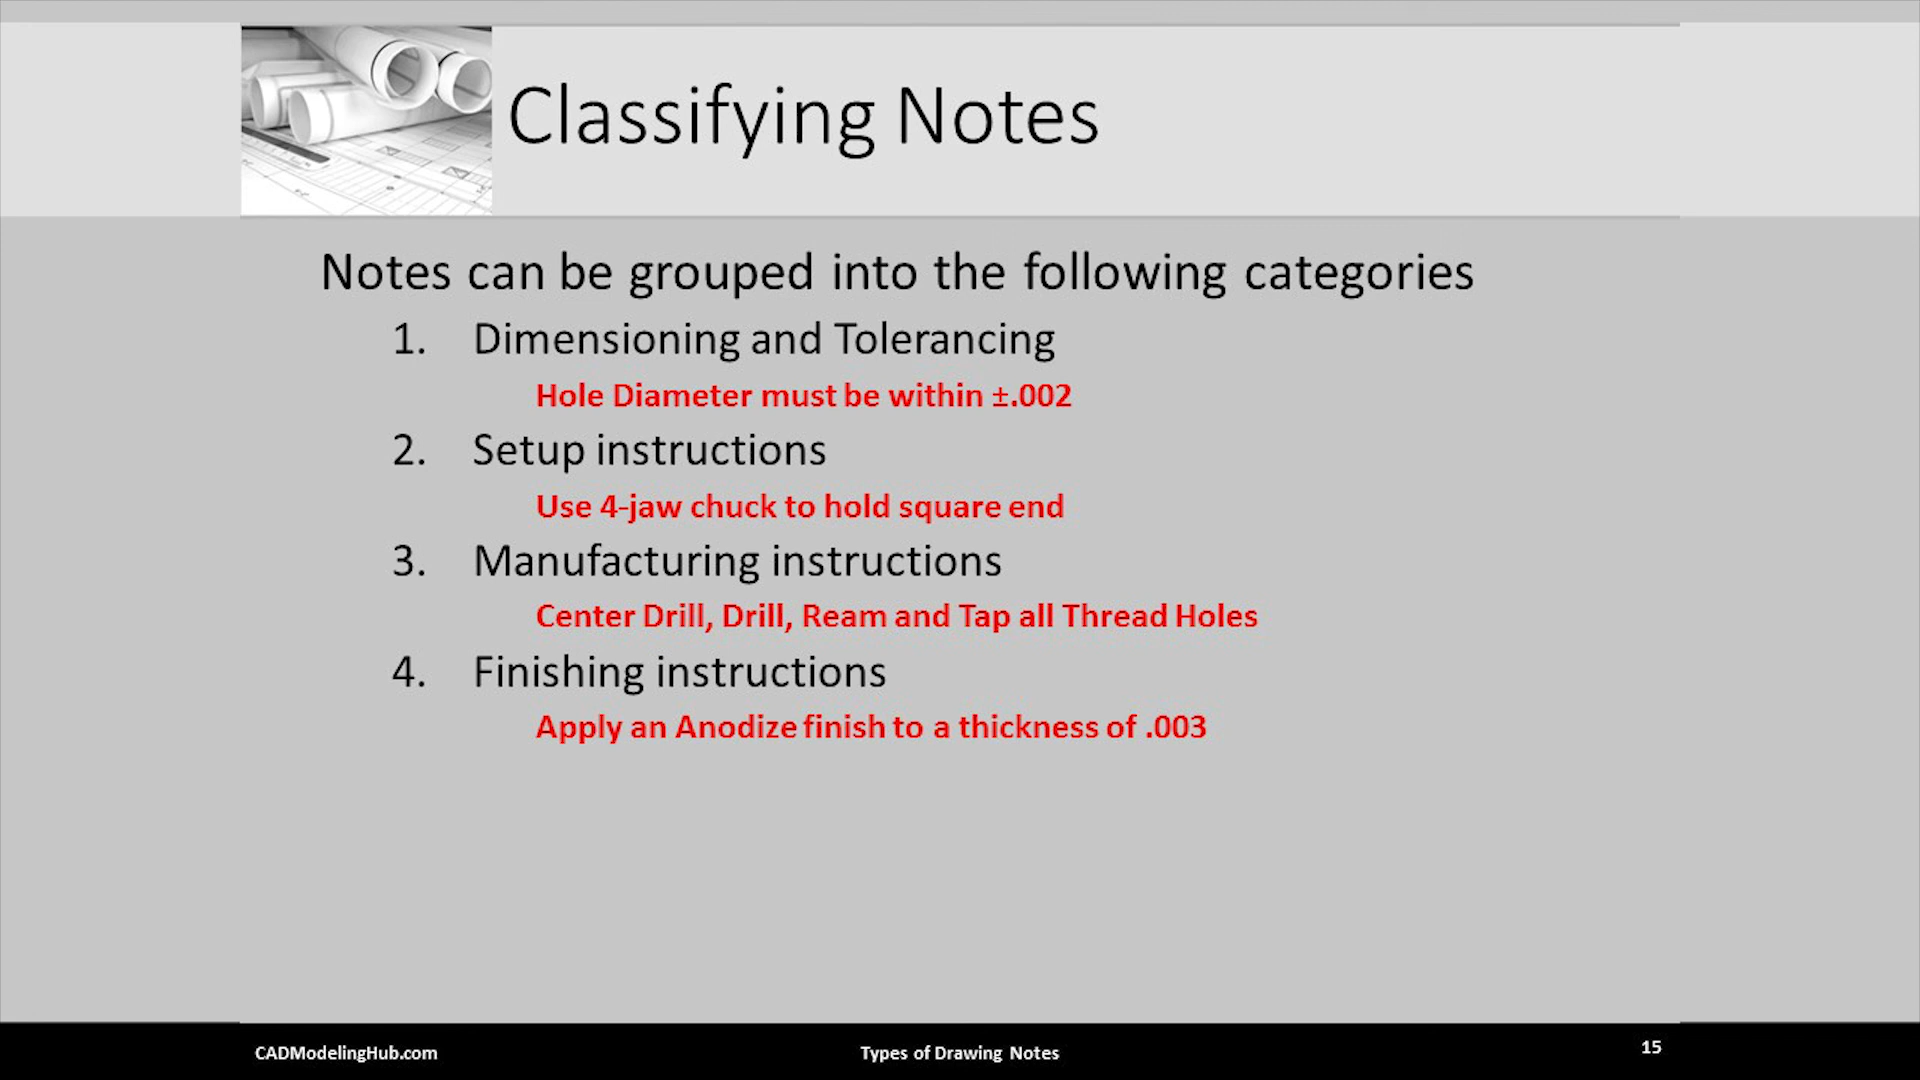 Classifying Notes
Notes can be grouped into the following categories
1. Dimensioning and Tolerancing
Hole Diameter must be within ±.002
2. Setup instructions
Use 4-jaw chuck to hold square end
3. Manufacturing instructions
Center Drill, Drill, Ream and Tap all Thread Holes
4. Finishing instructions
Apply an Anodize finish to a thickness of .003
CADModelingHub.com
Types of Drawing Notes
15